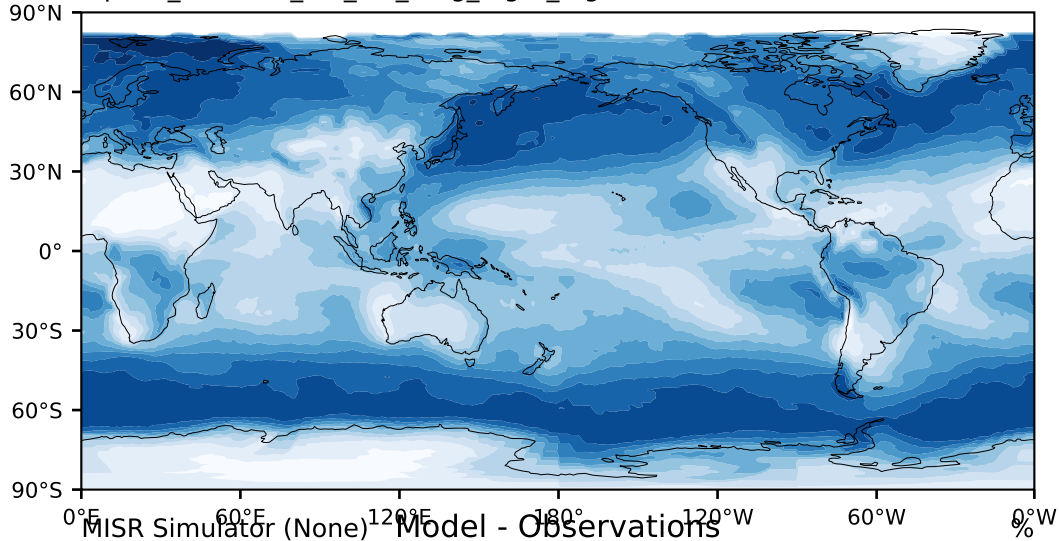 90°N
60°N
30°N
0°
30°S
60°S
90°S
0°E 60°E 120°E 180°W 120°W 60°W 0°W
MISR Simulator (None) Model - Observations %